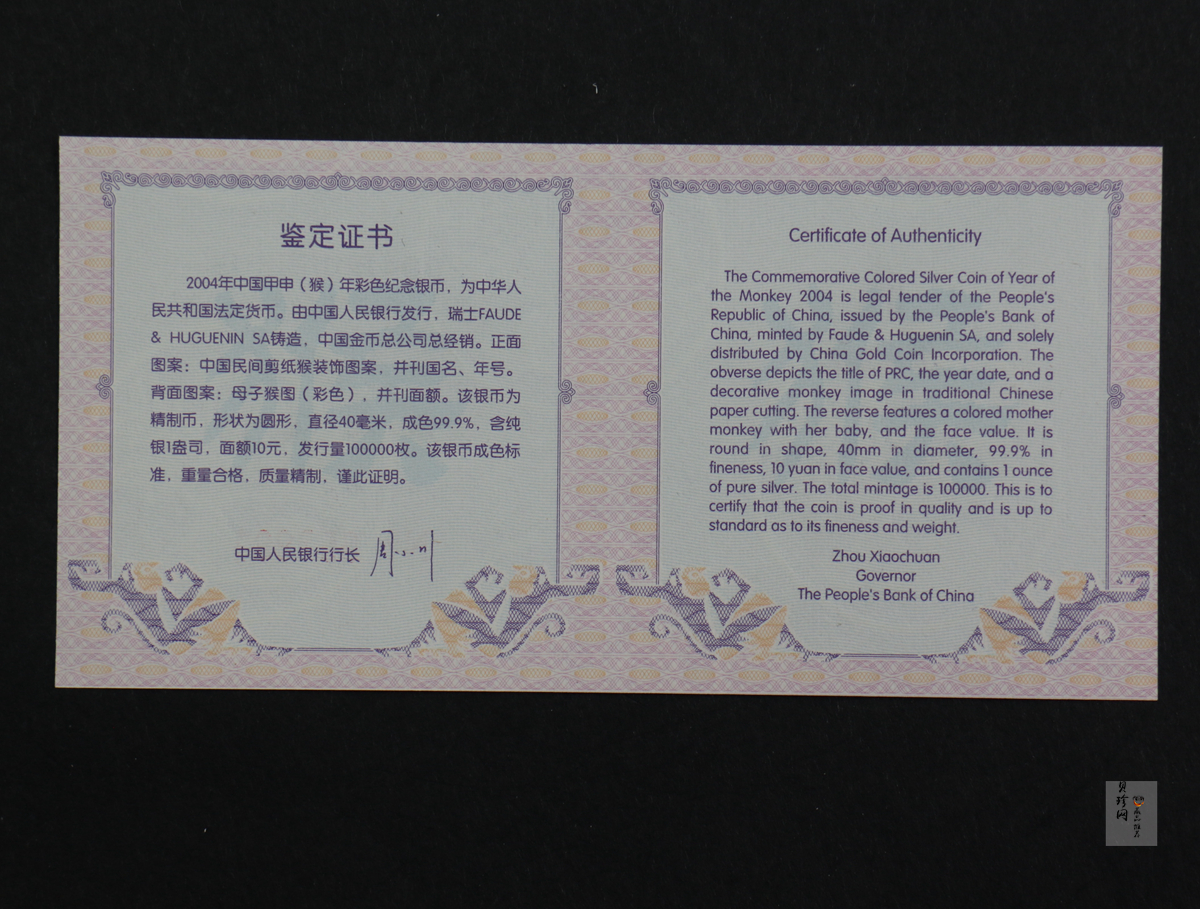 鉴定证书
2004年中国甲申（猴）年彩色纪念银币，为中华人
民共和国法定货币。由中国人民银行发行，瑞士FAUDE
& HUGUENIN SA铸造，中国金币总公司总经销。正面
图案：中国民间剪纸猴装饰图案，并刊国名、年号。
背面图案：母子猴图（彩色），并刊面额。该银币为
精制币，形状为圆形，直径40毫米，成色99.9%，含纯
银1盎司，面额10元，发行量100000枚。该银币成色标
准，重量合格，质量精制，谨此证明。
中国人民银行行长 周小川
Certificate of Authenticity
The Commemorative Colored Silver Coin of Year of
the Monkey 2004 is legal tender of the People's
Republic of China, issued by the People's Bank of
China, minted by Faude & Huguenin SA, and solely
distributed by China Gold Coin Incorporation. The
obverse depicts the title of PRC, the year date, and a
decorative monkey image in traditional Chinese
paper cutting. The reverse features a colored mother
monkey with her baby, and the face value. It is
round in shape, 40mm in diameter, 99.9% in
fineness, 10 yuan in face value, and contains 1 ounce
of pure silver. The total mintage is 100000. This is to
certify that the coin is proof in quality and is up to
standard as to its fineness and weight.
Zhou Xiaochuan
Governor
The People's Bank of China